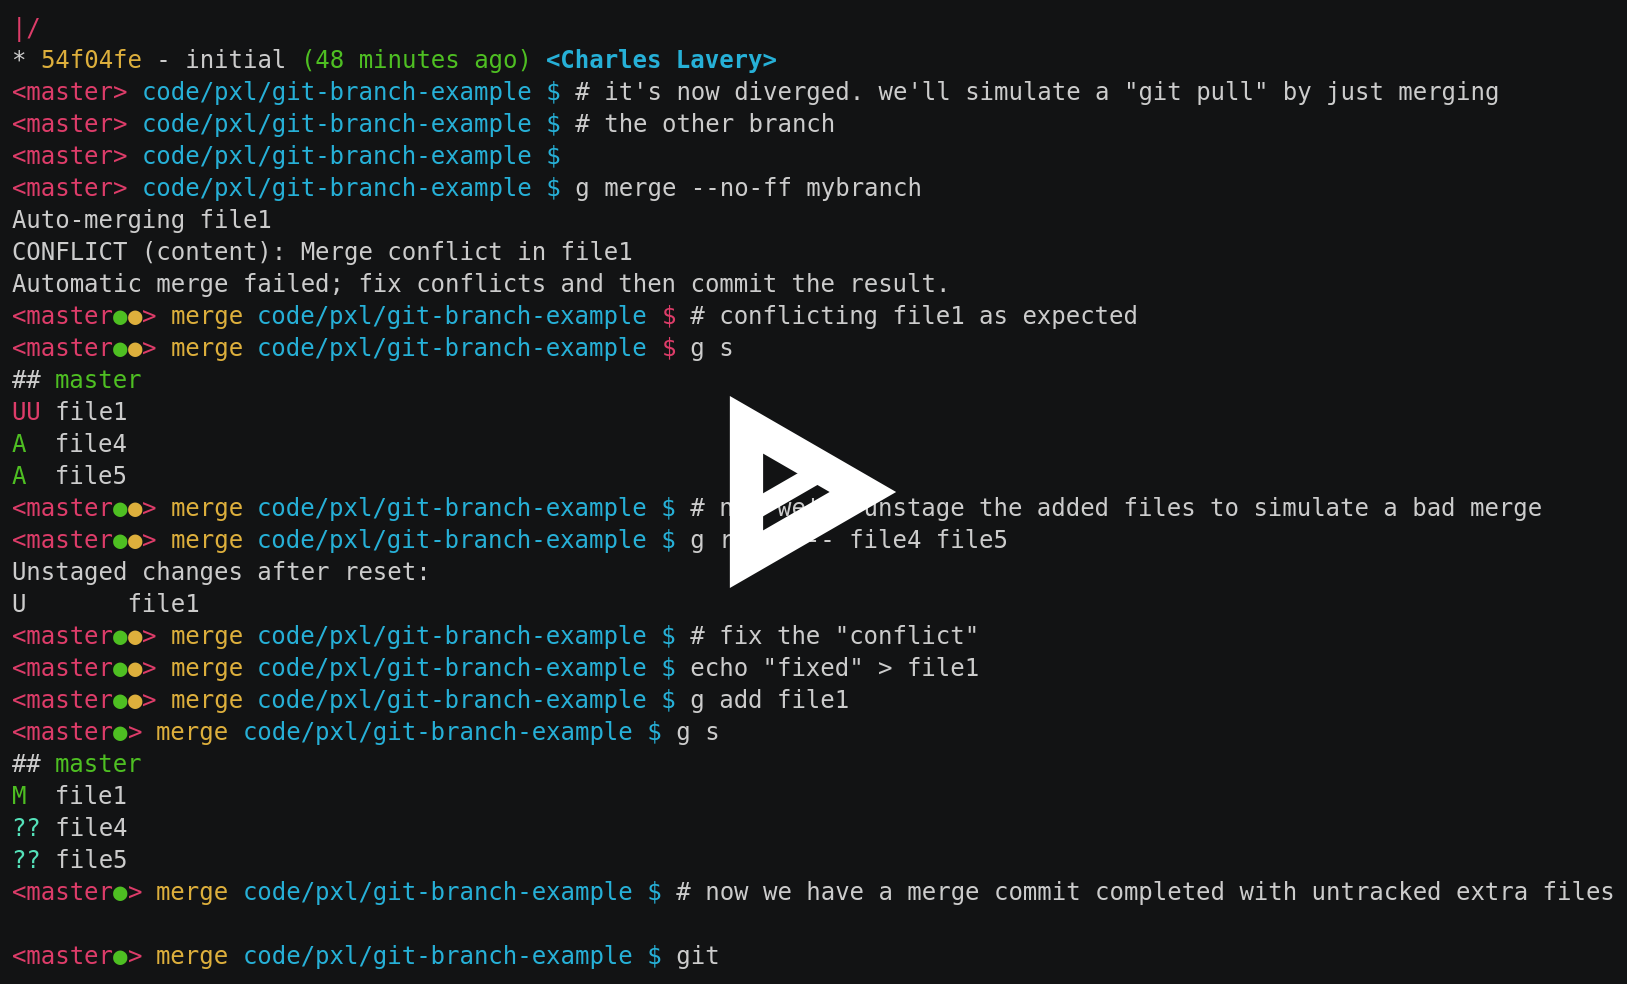 |/
* 54f04fe - initial (48 minutes ago) <Charles Lavery>
<master> code/pxl/git-branch-example $ # it's now diverged. we'll simulate a "git pull" by just merging
<master> code/pxl/git-branch-example $ # the other branch
<master> code/pxl/git-branch-example $
<master> code/pxl/git-branch-example $ g merge --no-ff mybranch
Auto-merging file1
CONFLICT (content): Merge conflict in file1
Automatic merge failed; fix conflicts and then commit the result.
<master●●> merge code/pxl/git-branch-example $ # conflicting file1 as expected
<master●●> merge code/pxl/git-branch-example $ g s
## master
UU file1
A  file4
A  file5
<master●●> merge code/pxl/git-branch-example $ # unstage the added files to simulate a bad merge
<master●●> merge code/pxl/git-branch-example $ g -- file4 file5
Unstaged changes after reset:
U       file1
<master●●> merge code/pxl/git-branch-example $ # fix the "conflict"
<master●●> merge code/pxl/git-branch-example $ echo "fixed" > file1
<master●●> merge code/pxl/git-branch-example $ g add file1
<master●> merge code/pxl/git-branch-example $ g s
## master
M  file1
?? file4
?? file5
<master●> merge code/pxl/git-branch-example $ # now we have a merge commit completed with untracked extra files
<master●> merge code/pxl/git-branch-example $ git